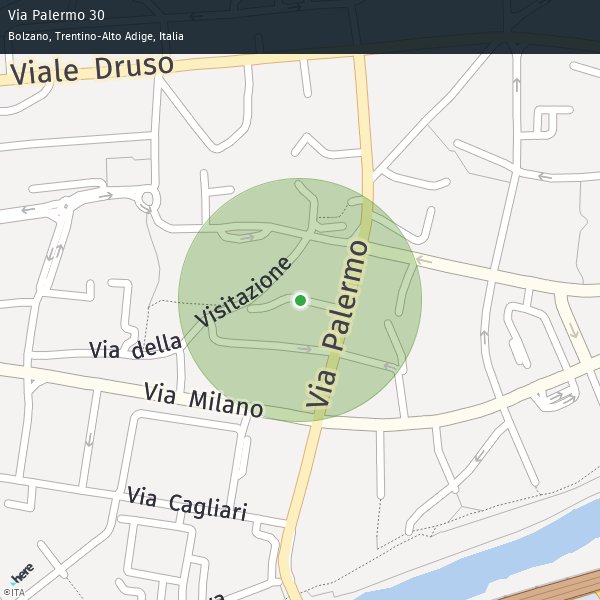 Via Palermo 30
Bolzano, Trentino-Alto Adige, Italia
Viale Druso
Via della Visitazione
Via Palermo
Via Milano
Via Cagliari
here
©ITA